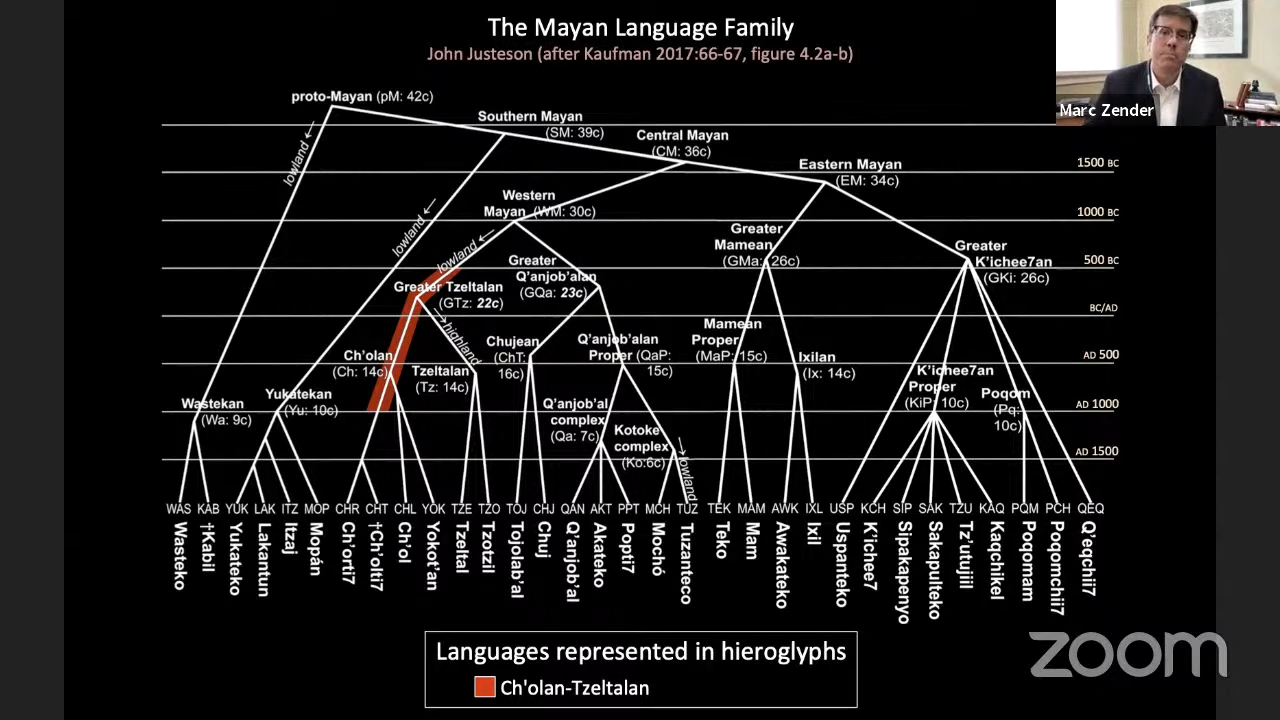 The Mayan Language Family
John Justeson (after Kaufman 2017:66-67, figure 4.2a-b)
Marc Zender
proto-Mayan (pM: 42c)
Southern Mayan
(SM: 39c)
Central Mayan
(CM: 36c)
Eastern Mayan
(EM: 34c)
1500 BC
lowland ←
Western
Mayan (WM: 30c)
1000 BC
lowland ←
Greater
Mamean
(GMa: 26c)
Greater
K'ichee7an
(GKi: 26c)
500 BC
lowland ←
Greater Tzeltalan
(GTz: 22c)
Greater
Q'anjob'alan
(GQa: 23c)
BC/AD
→highland
Ch'olan
(Ch: 14c)
Tzeltalan
(Tz: 14c)
Chujean
(ChT:
16c)
Q'anjob'alan
Proper (QaP:
15c)
Mamean
Proper
(MaP: 15c)
Ixilan
(Ix: 14c)
AD 500
K'ichee7an
Proper
(KiP: 10c)
Poqom
(Pq:
10c)
Wastekan
(Wa: 9c)
Yukatekan
(Yu: 10c)
AD 1000
Q'anjob'al
complex
(Qa: 7c)
Kotoke
complex
(Ko:6c)
→lowland
AD 1500
WAS KAB YUK LAK ITZ MOP CHR CHT CHL YOK TZE TZO TOJ CHJ QAN AKT PPT MCH TUZ TEK MAM AWK IXL USP KCH SIP SAK TZU KAQ PQM PCH QEQ
Wasteko
†Kabil
Yukateko
Lakantun
Itzaj
Mopán
Ch'orti7
†Ch'olti7
Ch'ol
Yokot'an
Tzeltal
Tzotzil
Tojolab'al
Chuj
Q'anjob'al
Akateko
Popti7
Mochó
Tuzanteco
Teko
Mam
Awakateko
Ixil
Uspanteko
K'ichee7
Sipakapenyo
Sakapulteko
Tz'utujiil
Kaqchikel
Poqomam
Poqomchii7
Q'eqchii7
Languages represented in hieroglyphs
Ch'olan-Tzeltalan
zoom